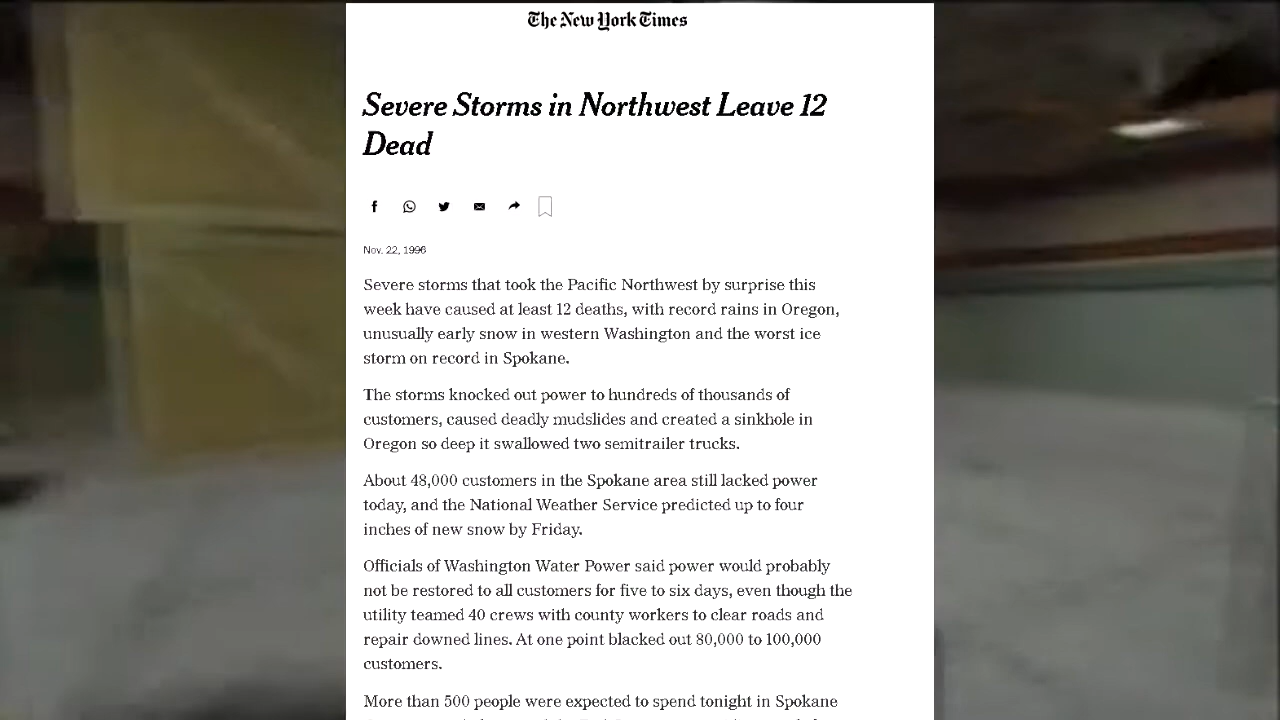 The New York Times
Severe Storms in Northwest Leave 12
Dead
Nov. 22, 1996
Severe storms that took the Pacific Northwest by surprise this
week have caused at least 12 deaths, with record rains in Oregon,
unusually early snow in western Washington and the worst ice
storm on record in Spokane.
The storms knocked out power to hundreds of thousands of
customers, caused deadly mudslides and created a sinkhole in
Oregon so deep it swallowed two semitrailer trucks.
About 48,000 customers in the Spokane area still lacked power
today, and the National Weather Service predicted up to four
inches of new snow by Friday.
Officials of Washington Water Power said power would probably
not be restored to all customers for five to six days, even though the
utility teamed 40 crews with county workers to clear roads and
repair downed lines. At one point blacked out 80,000 to 100,000
customers.
More than 500 people were expected to spend tonight in Spokane